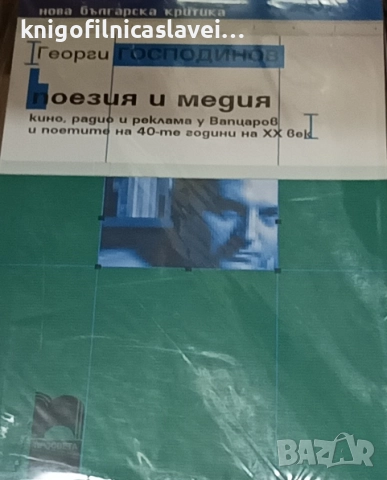 нова българска критика
knigofilnicaslavei...
Георги ГОСПОДИНОВ
поезия и медия
кино, радио и реклама у Вапцаров
и поетите на 40-те години на XX век
BAZAR